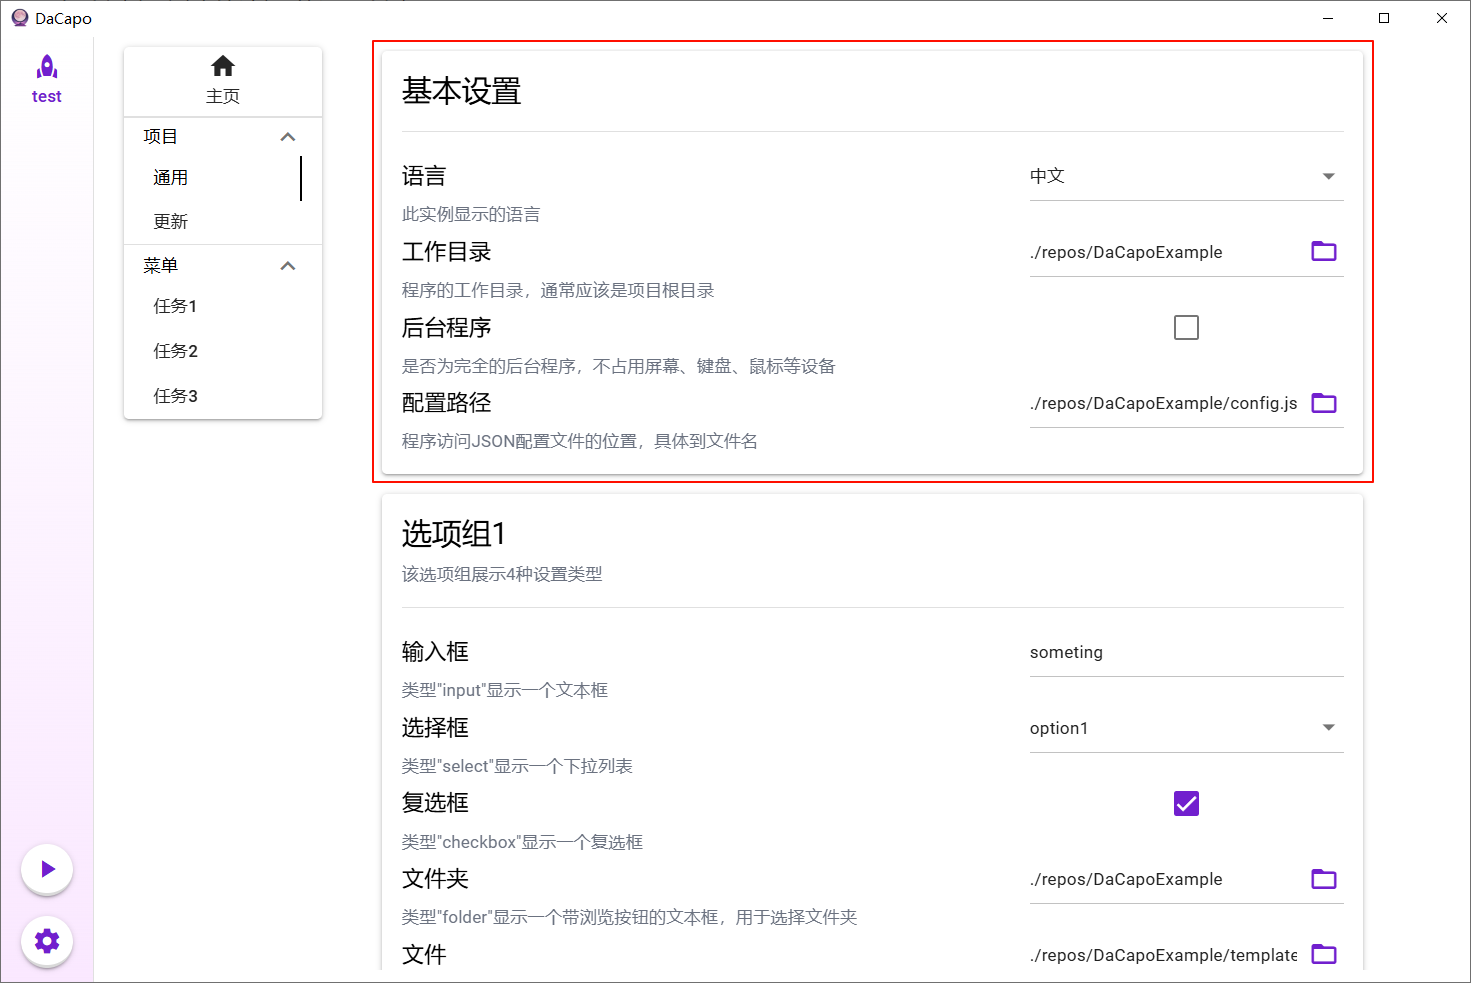 DaCapo
test
主页
项目
通用
更新
菜单
任务1
任务2
任务3
基本设置
语言
中文
此实例显示的语言
工作目录
./repos/DaCapoExample
程序的工作目录，通常应该是项目根目录
后台程序
是否为完全的后台程序，不占用屏幕、键盘、鼠标等设备
配置路径
./repos/DaCapoExample/config.js
程序访问JSON配置文件的位置，具体到文件名
选项组1
该选项组展示4种设置类型
输入框
someting
类型"input"显示一个文本框
选择框
option1
类型"select"显示一个下拉列表
复选框
类型"checkbox"显示一个复选框
文件夹
./repos/DaCapoExample
类型"folder"显示一个带浏览按钮的文本框，用于选择文件夹
文件
./repos/DaCapoExample/template